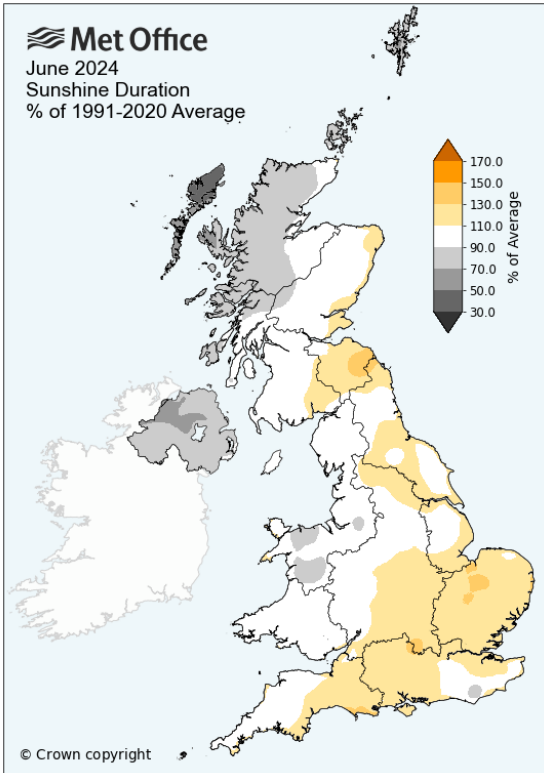 Met Office
June 2024
Sunshine Duration
% of 1991-2020 Average
170.0
150.0
130.0
110.0
90.0
70.0
50.0
30.0
% of Average
© Crown copyright